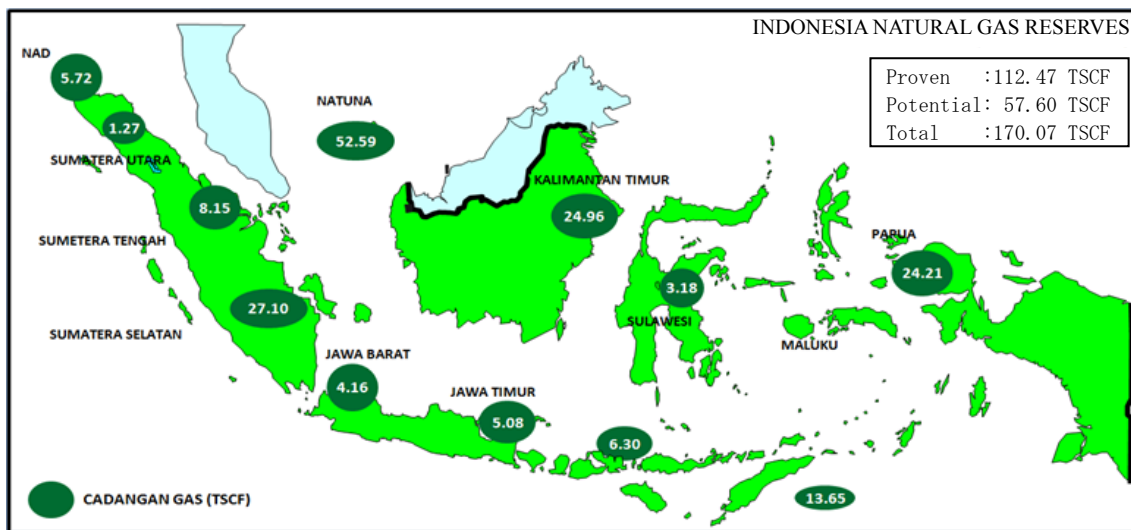 INDONESIA NATURAL GAS RESERVES
Proven :112.47 TSCF
Potential: 57.60 TSCF
Total :170.07 TSCF
NAD
5.72
1.27
SUMATERA UTARA
NATUNA
52.59
KALIMANTAN TIMUR
24.96
8.15
SUMETERA TENGAH
PAPUA
24.21
3.18
SULAWESI
MALUKU
27.10
SUMATERA SELATAN
JAWA BARAT
4.16
JAWA TIMUR
5.08
6.30
13.65
CADANGAN GAS (TSCF)